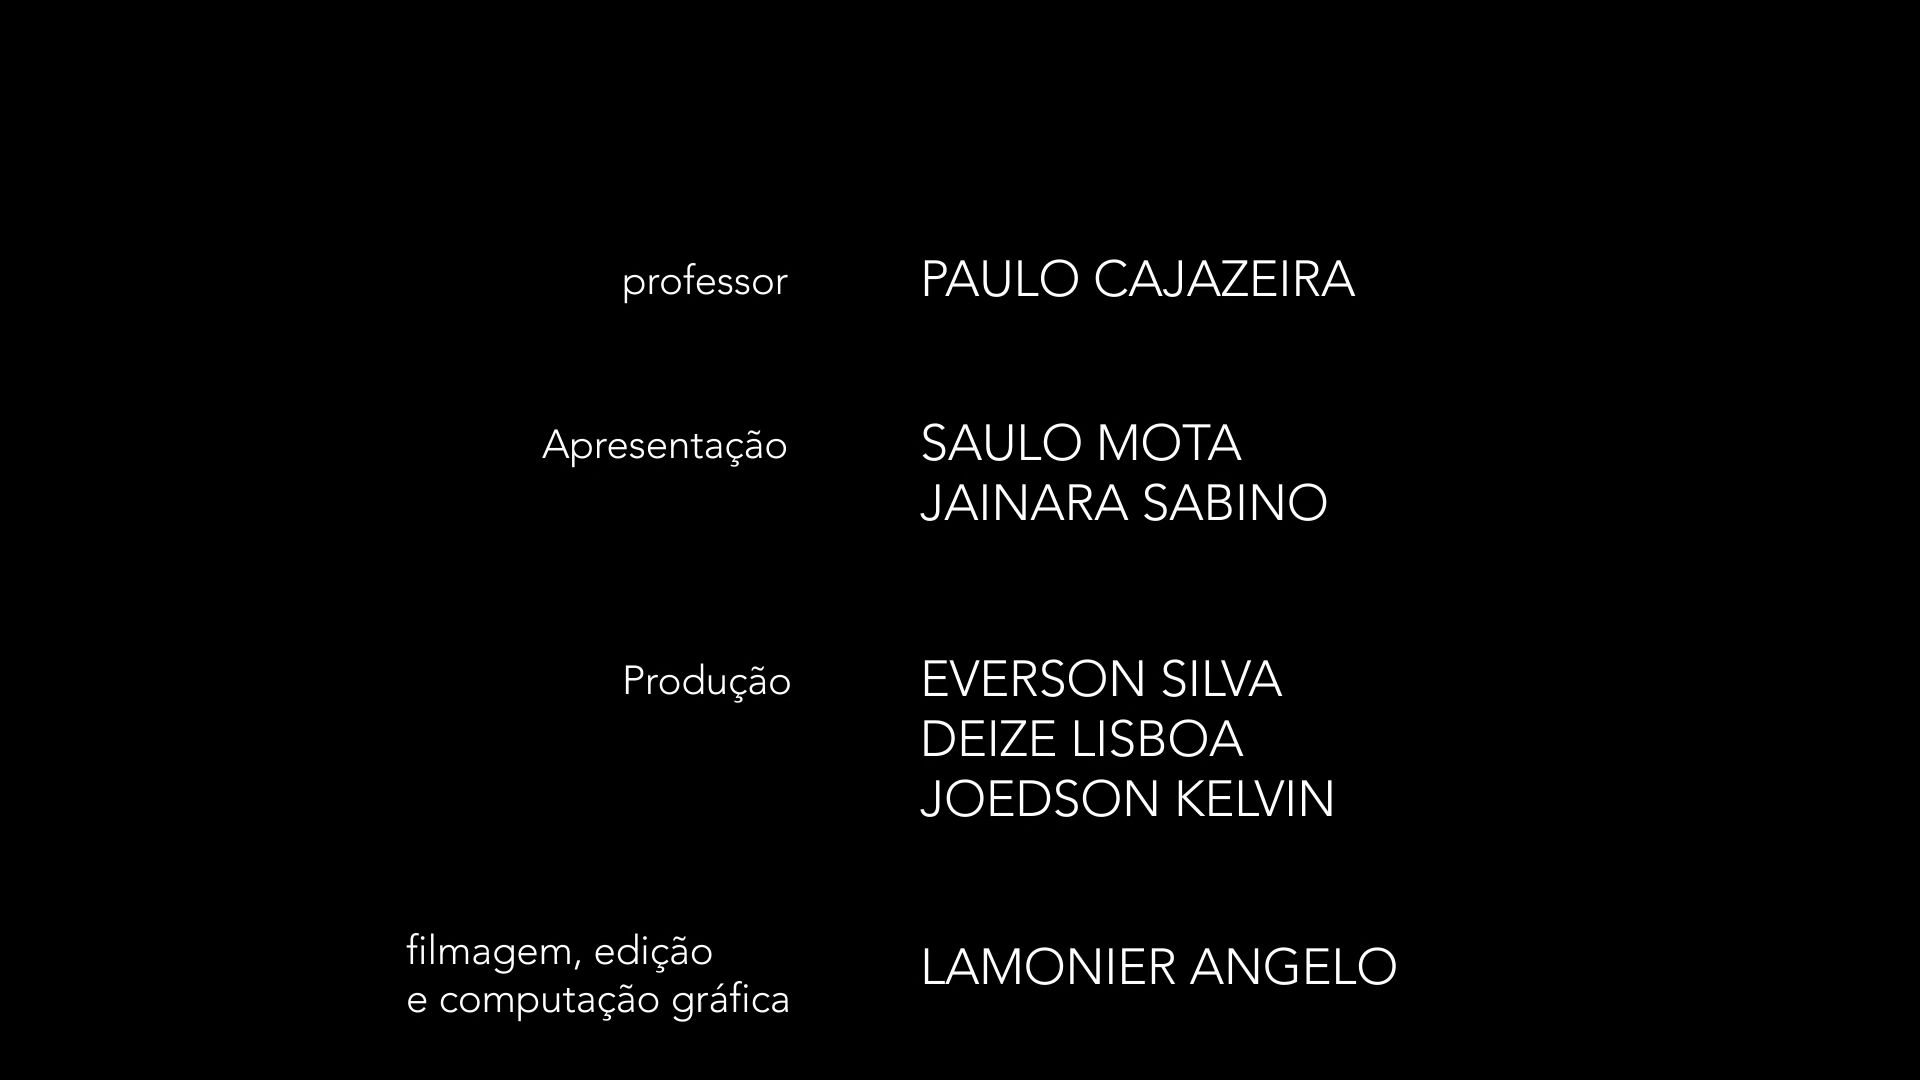 professor PAULO CAJAZEIRA
Apresentação SAULO MOTA
JAINARA SABINO
Produção EVERSON SILVA
DEIZE LISBOA
JOEDSON KELVIN
filmagem, edição
e computação gráfica LAMONIER ANGELO